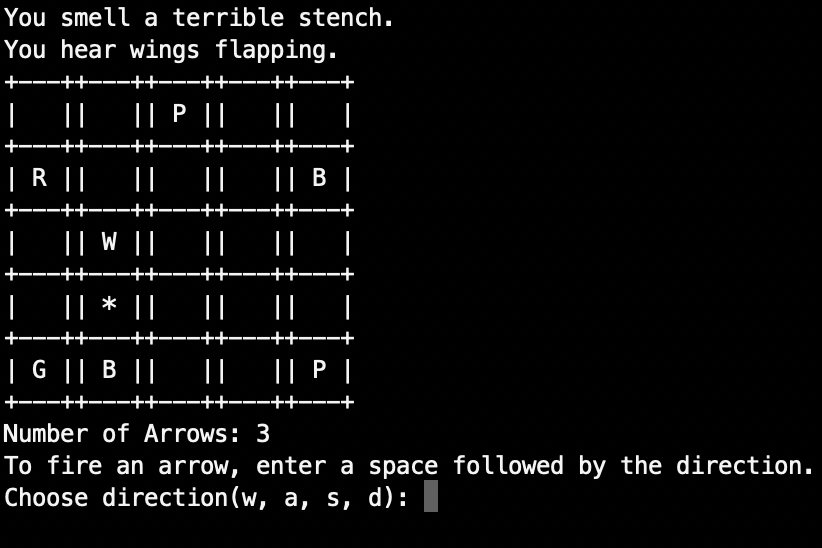 You smell a terrible stench.
You hear wings flapping.
+---++---++---++---++---+
|   ||   || P ||   ||   |
+---++---++---++---++---+
| R ||   ||   ||   || B |
+---++---++---++---++---+
|   || W ||   ||   ||   |
+---++---++---++---++---+
|   || * ||   ||   ||   |
+---++---++---++---++---+
| G || B ||   ||   || P |
+---++---++---++---++---+
Number of Arrows: 3
To fire an arrow, enter a space followed by the direction.
Choose direction(w, a, s, d):